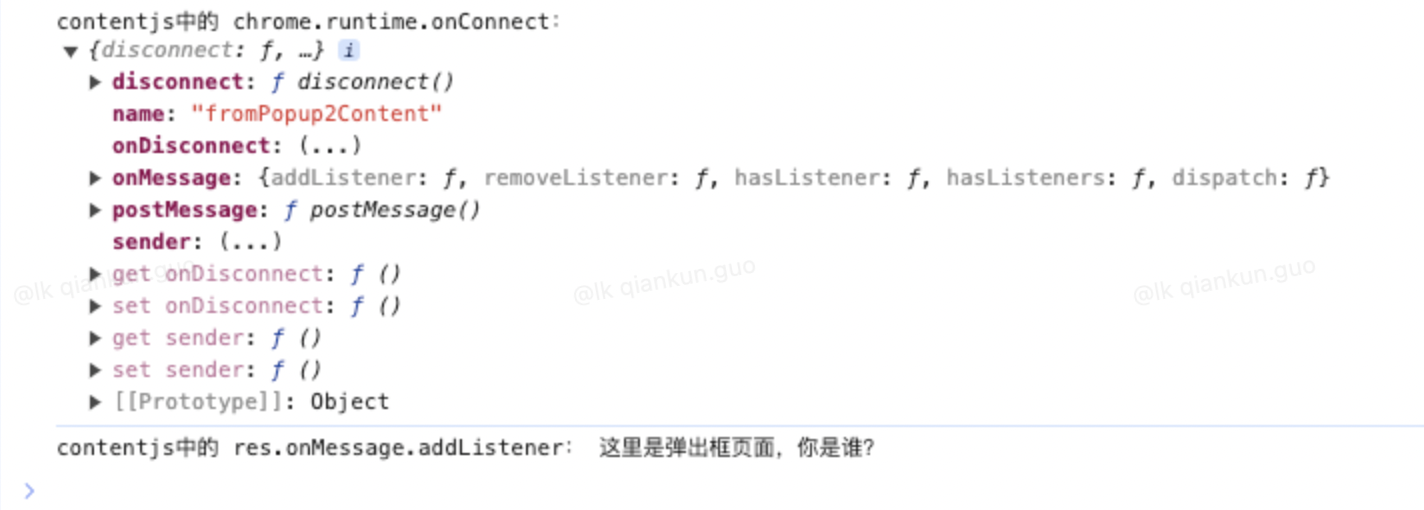 contentjs中的 chrome.runtime.onConnect：
▼ {disconnect: ƒ, …} i
▶ disconnect: ƒ disconnect()
name: "fromPopup2Content"
onDisconnect: (...)
▶ onMessage: {addListener: ƒ, removeListener: ƒ, hasListener: ƒ, hasListeners: ƒ, dispatch: ƒ}
▶ postMessage: ƒ postMessage()
sender: (...)
▶ get onDisconnect: ƒ ()
@lk qiankun.guo @lk qiankun.guo @lk qiankun.guo
▶ set onDisconnect: ƒ ()
▶ get sender: ƒ ()
▶ set sender: ƒ ()
▶ [[Prototype]]: Object
contentjs中的 res.onMessage.addListener： 这里是弹出框页面，你是谁？